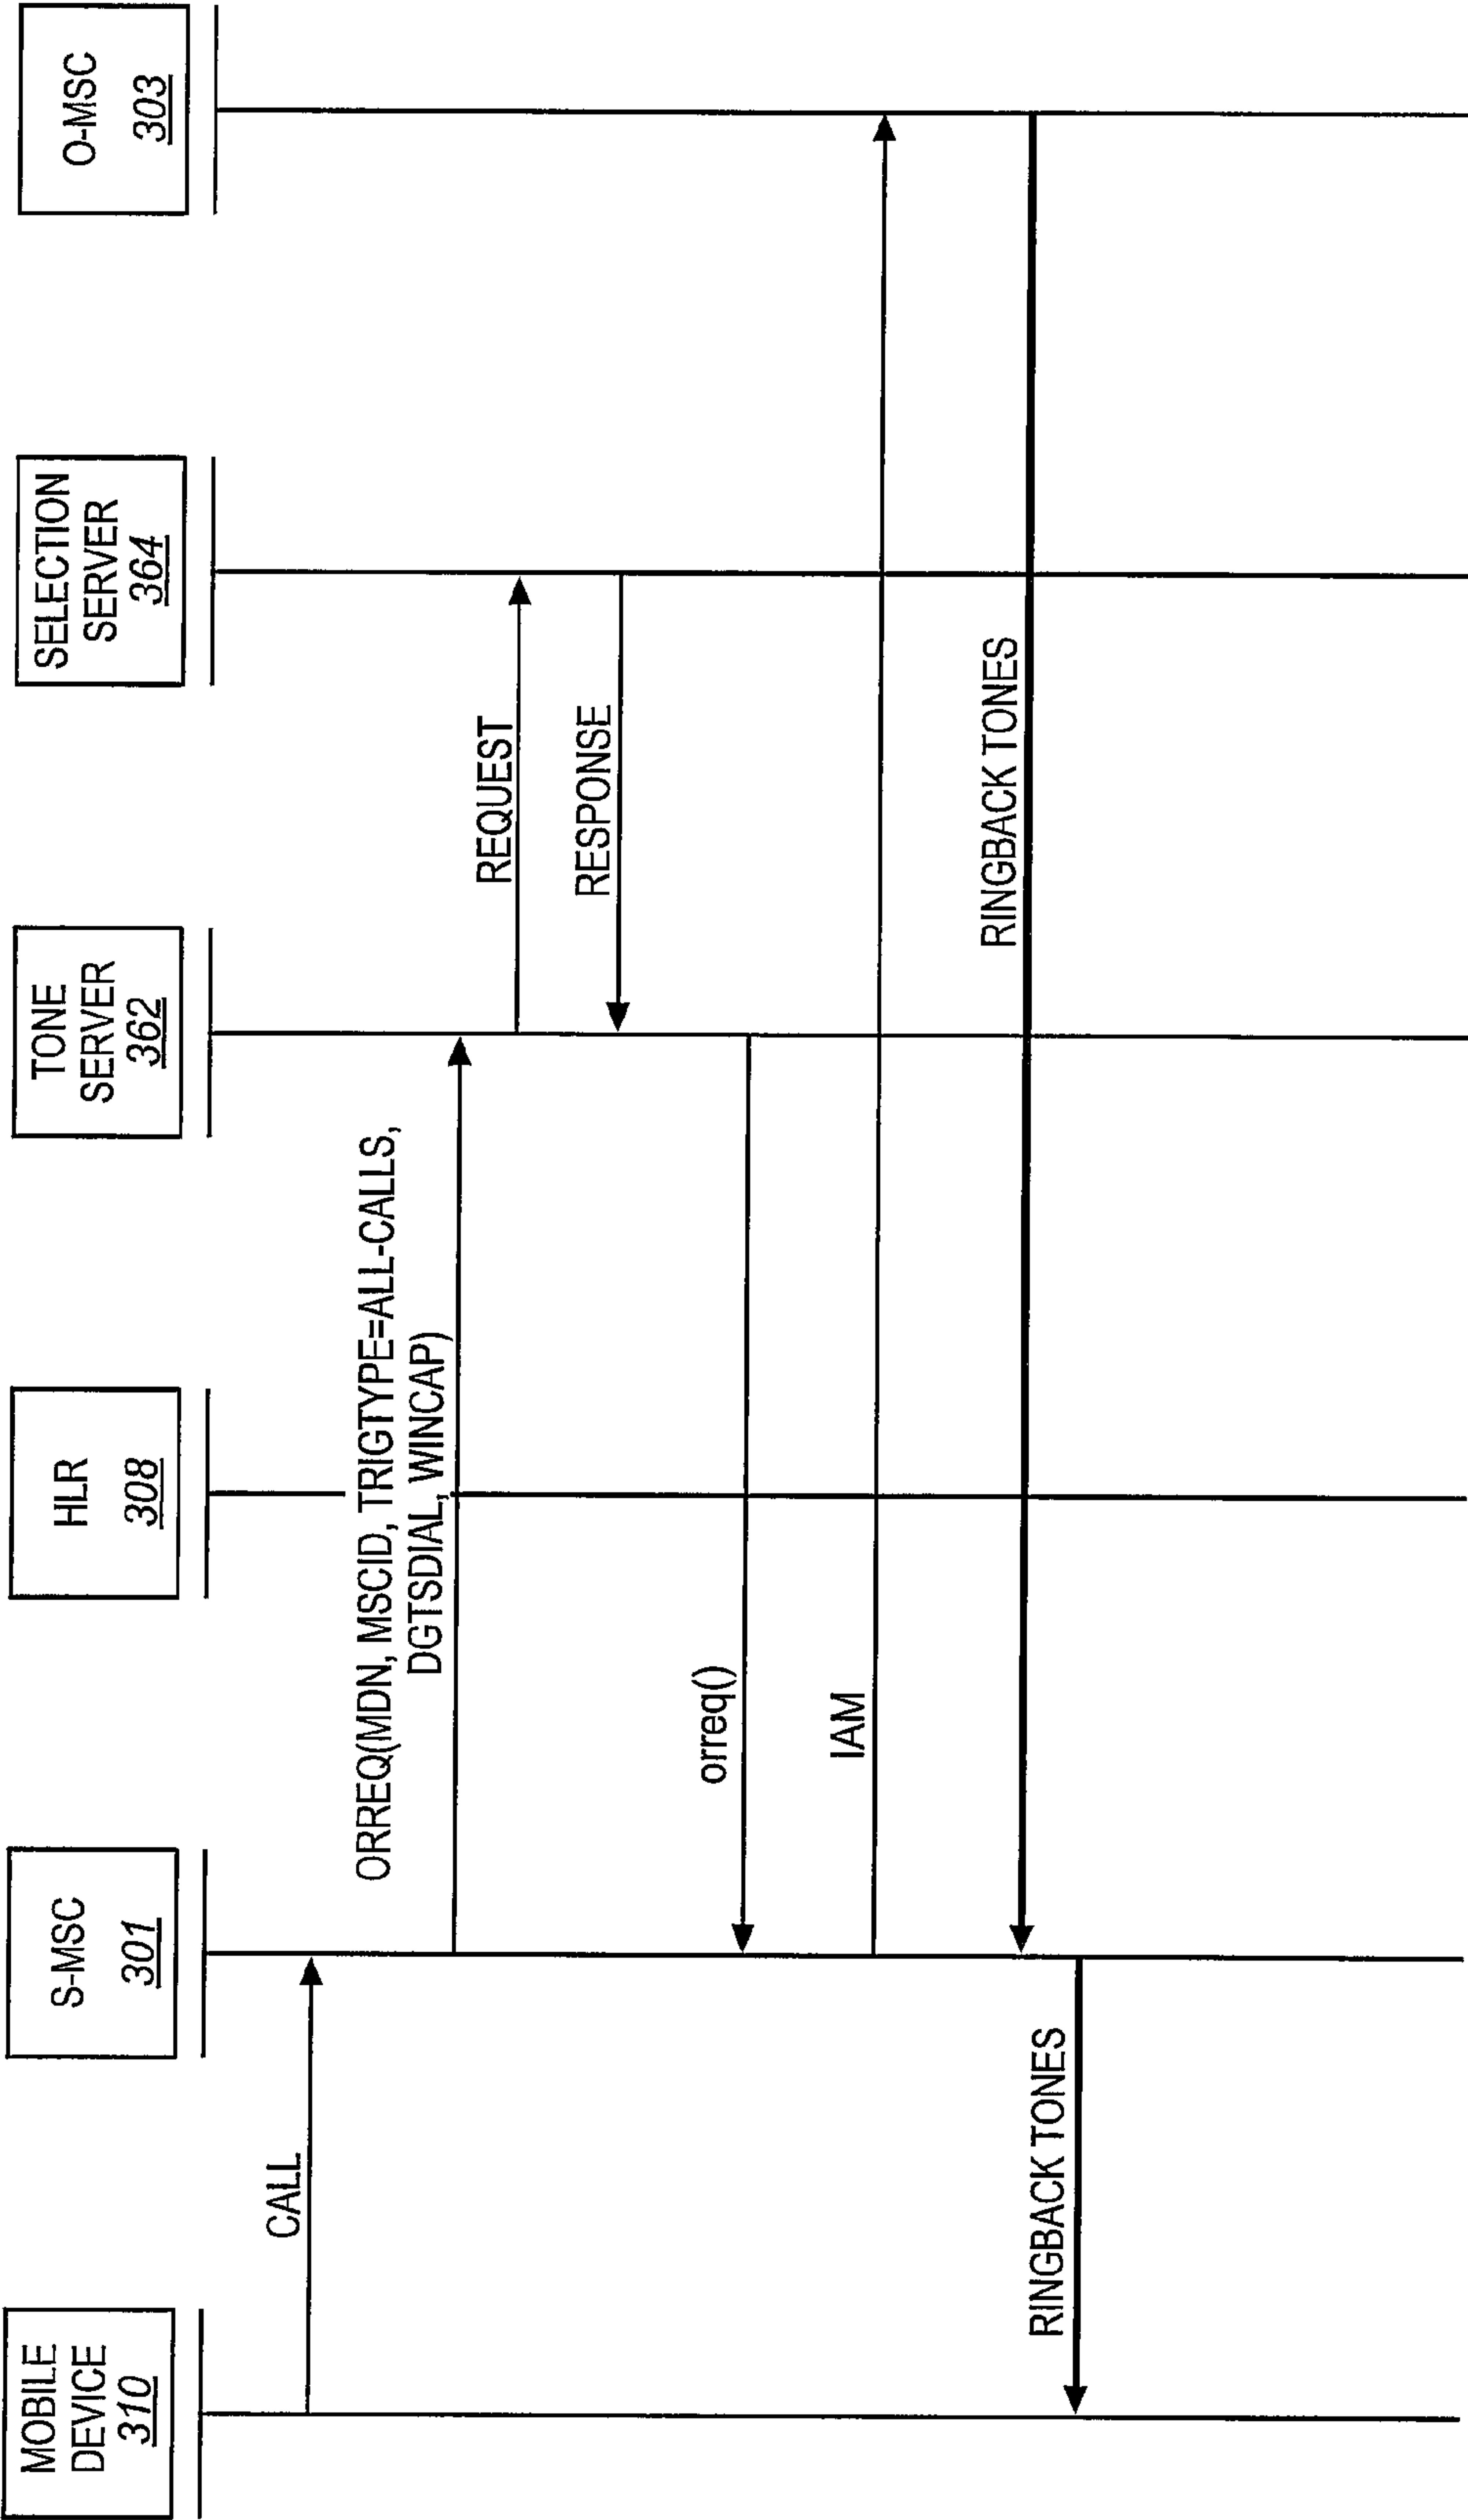 MOBILE
DEVICE
310
S-MSC
301
HLR
308
TONE
SERVER
362
SELECTION
SERVER
364
O-MSC
303
CALL
ORREQ(MDN, MSCID, TRIGTYPE=ALL-CALLS,
DGTSDIAL, WINCAP)
REQUEST
RESPONSE
orreq()
IAM
RINGBACK TONES
RINGBACK TONES